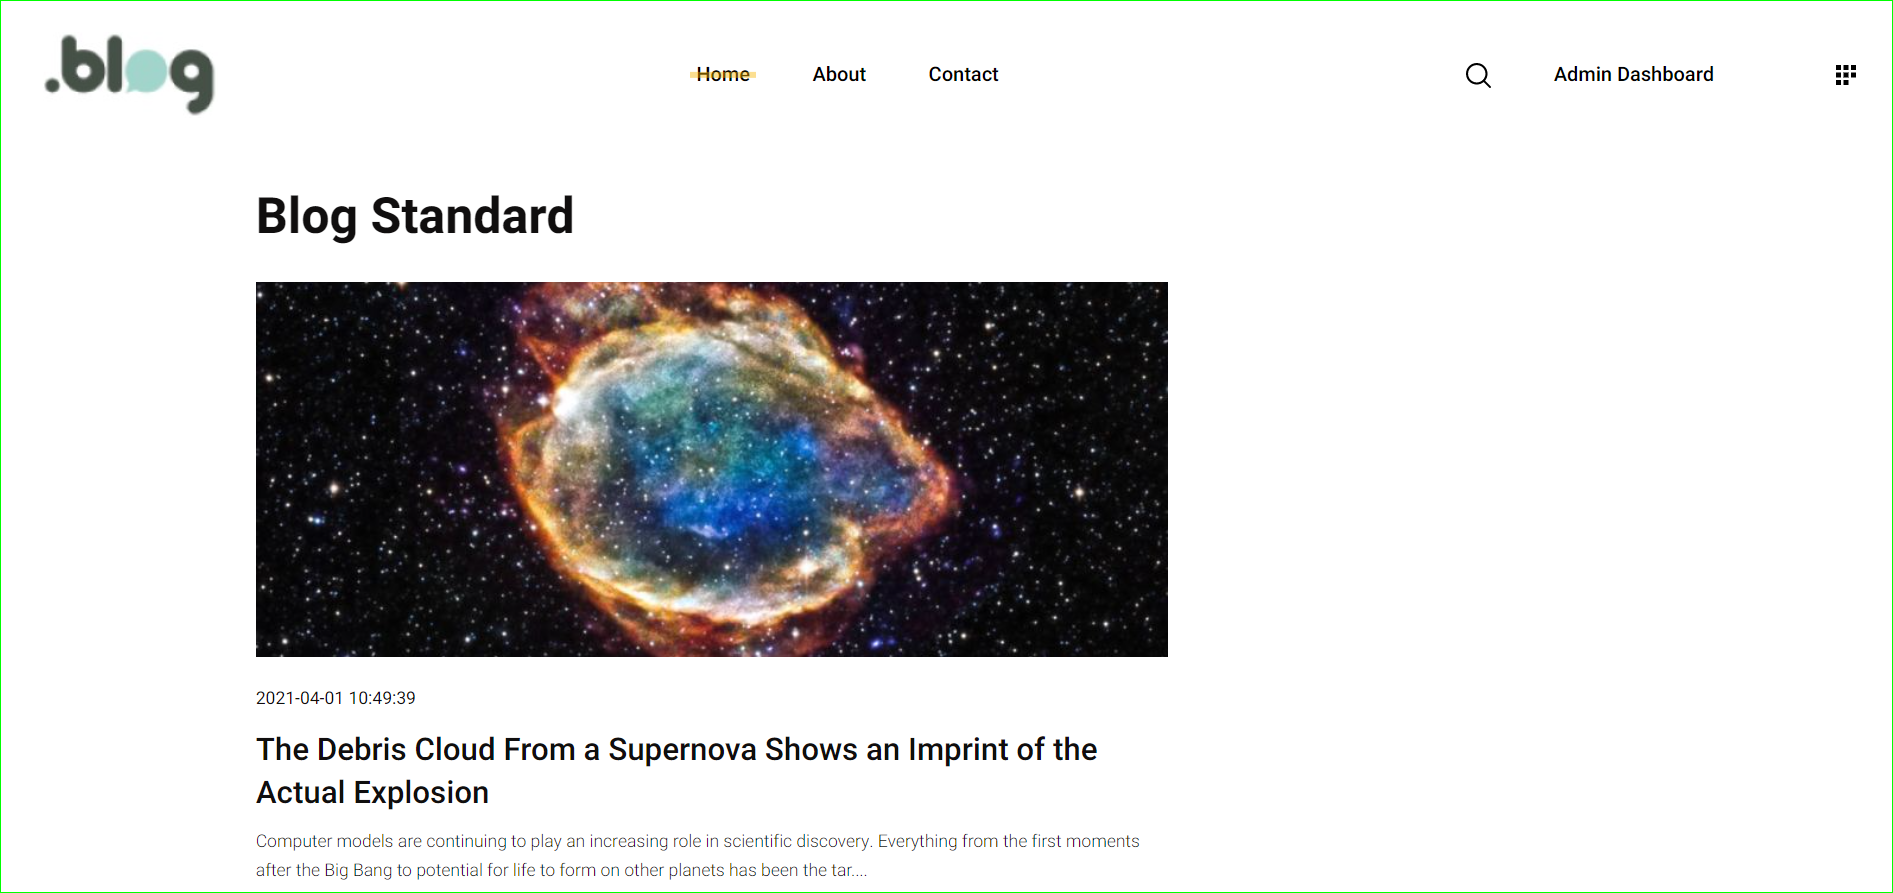 .blog
Home About Contact Admin Dashboard
Blog Standard
2021-04-01 10:49:39
The Debris Cloud From a Supernova Shows an Imprint of the
Actual Explosion
Computer models are continuing to play an increasing role in scientific discovery. Everything from the first moments
after the Big Bang to potential for life to form on other planets has been the tar....